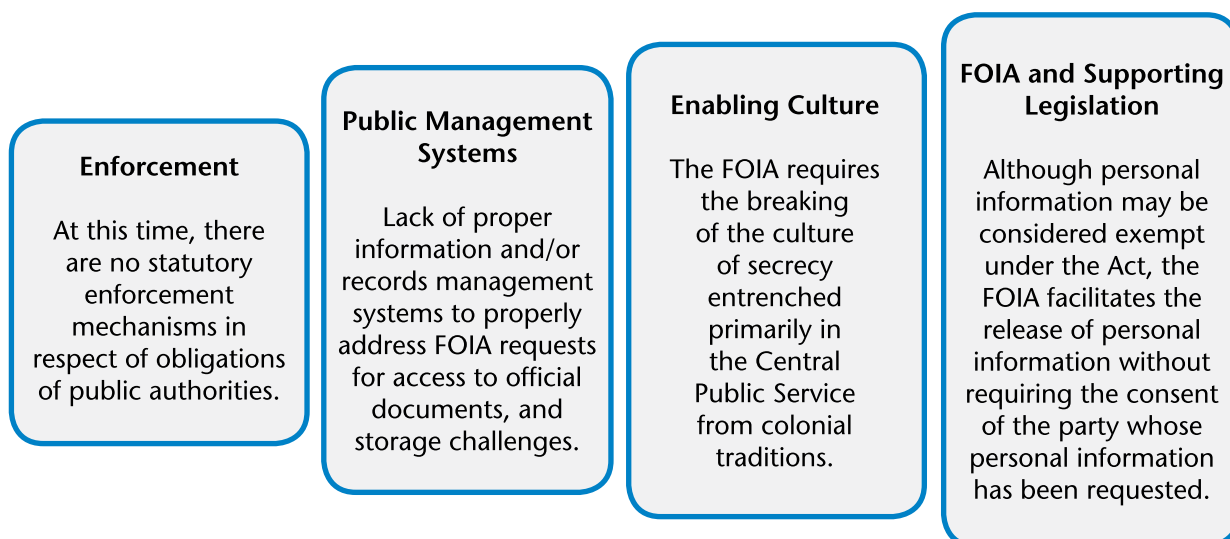 Enforcement
At this time, there
are no statutory
enforcement
mechanisms in
respect of obligations
of public authorities.
Public Management
Systems
Lack of proper
information and/or
records management
systems to properly
address FOIA requests
for access to official
documents, and
storage challenges.
Enabling Culture
The FOIA requires
the breaking
of the culture
of secrecy
entrenched
primarily in
the Central
Public Service
from colonial
traditions.
FOIA and Supporting
Legislation
Although personal
information may be
considered exempt
under the Act, the
FOIA facilitates the
release of personal
information without
requiring the consent
of the party whose
personal information
has been requested.